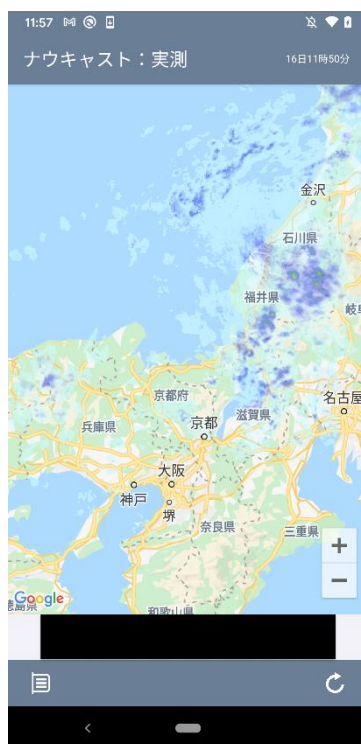 11:57
ナウキャスト：実測
16日11時50分
金沢
石川県
福井県
岐
京都府
兵庫県
京都
滋賀県
名古屋
大阪
神戸
堺
奈良県
三重県
+
−
Google
徳島県
和歌山県